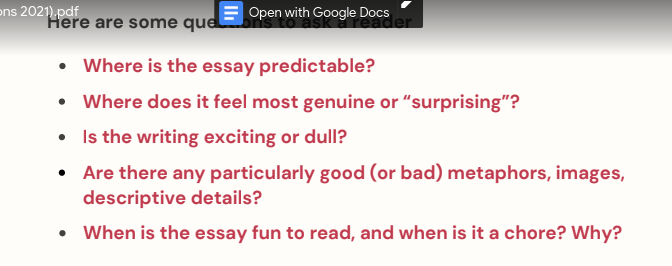 ons 2021).pdf
Open with Google Docs
Here are some questions to ask a reader
Where is the essay predictable?
Where does it feel most genuine or “surprising”?
Is the writing exciting or dull?
Are there any particularly good (or bad) metaphors, images,
descriptive details?
When is the essay fun to read, and when is it a chore? Why?